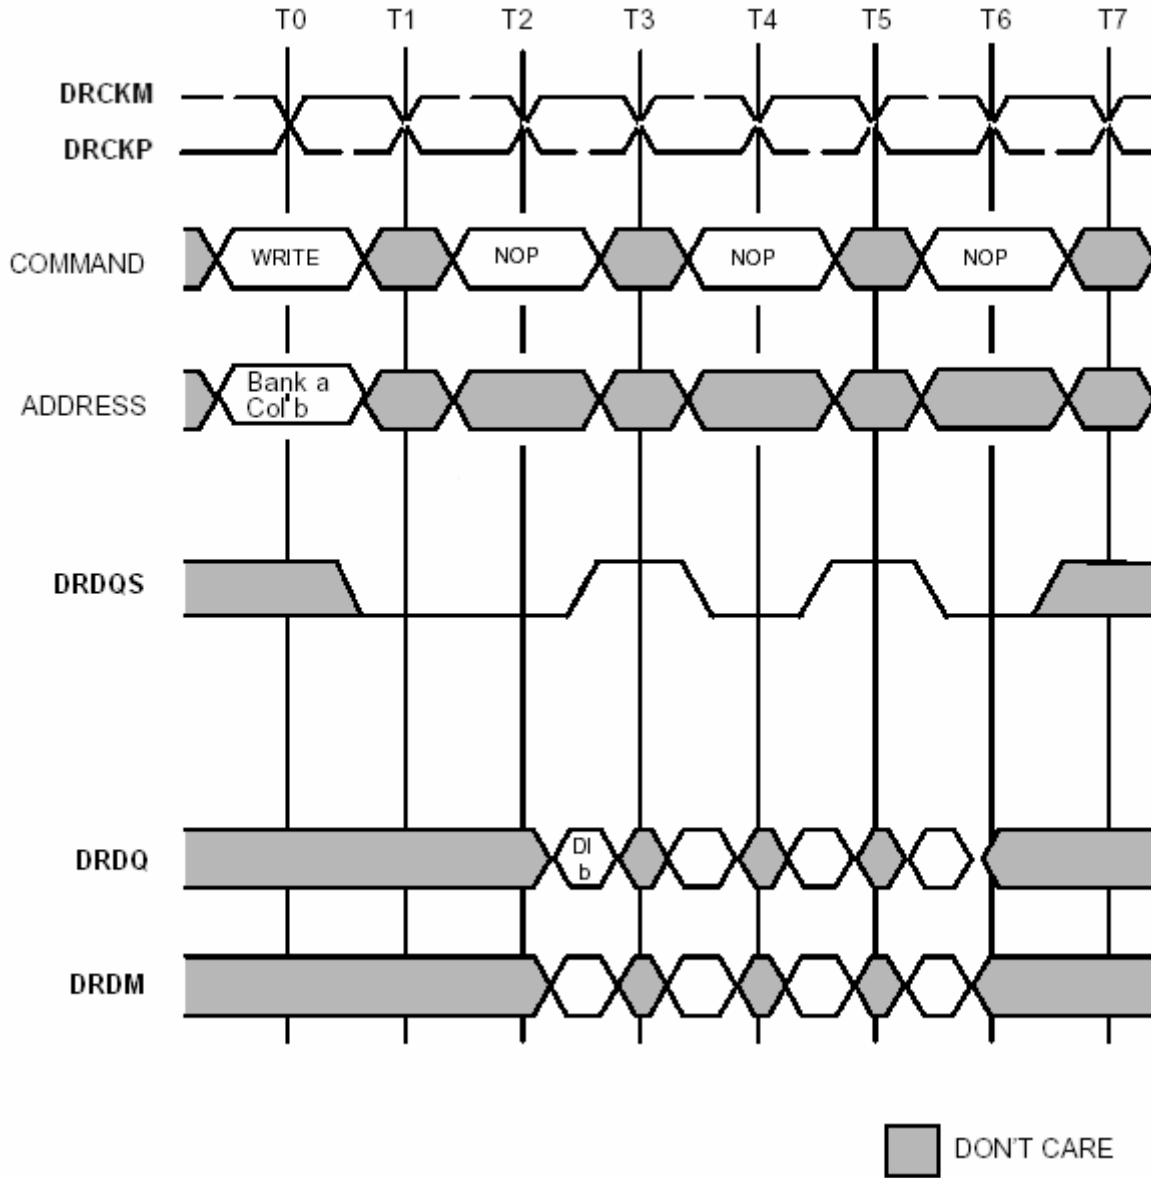 T0 T1 T2 T3 T4 T5 T6 T7
DRCKM
DRCKP
COMMAND WRITE NOP NOP NOP
ADDRESS Bank a
Col b
DRDQS
DRDQ DI
b
DRDM
DON'T CARE